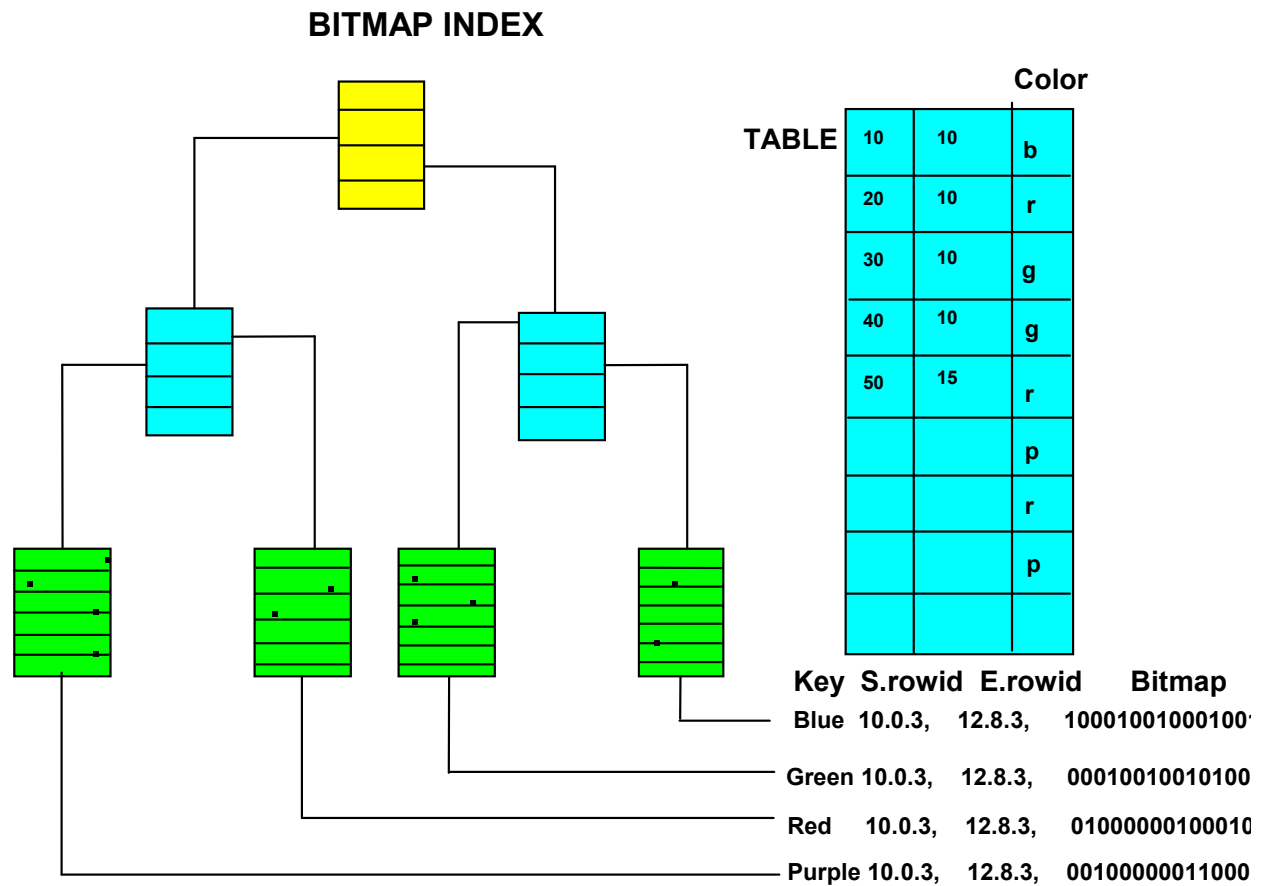 BITMAP INDEX
Color
TABLE 10 10 b
20 10 r
30 10 g
40 10 g
50 15 r
p
r
p
Key S.rowid E.rowid Bitmap
Blue 10.0.3, 12.8.3, 10001001000100
Green 10.0.3, 12.8.3, 00010010010100
Red 10.0.3, 12.8.3, 01000000100010
Purple 10.0.3, 12.8.3, 00100000011000